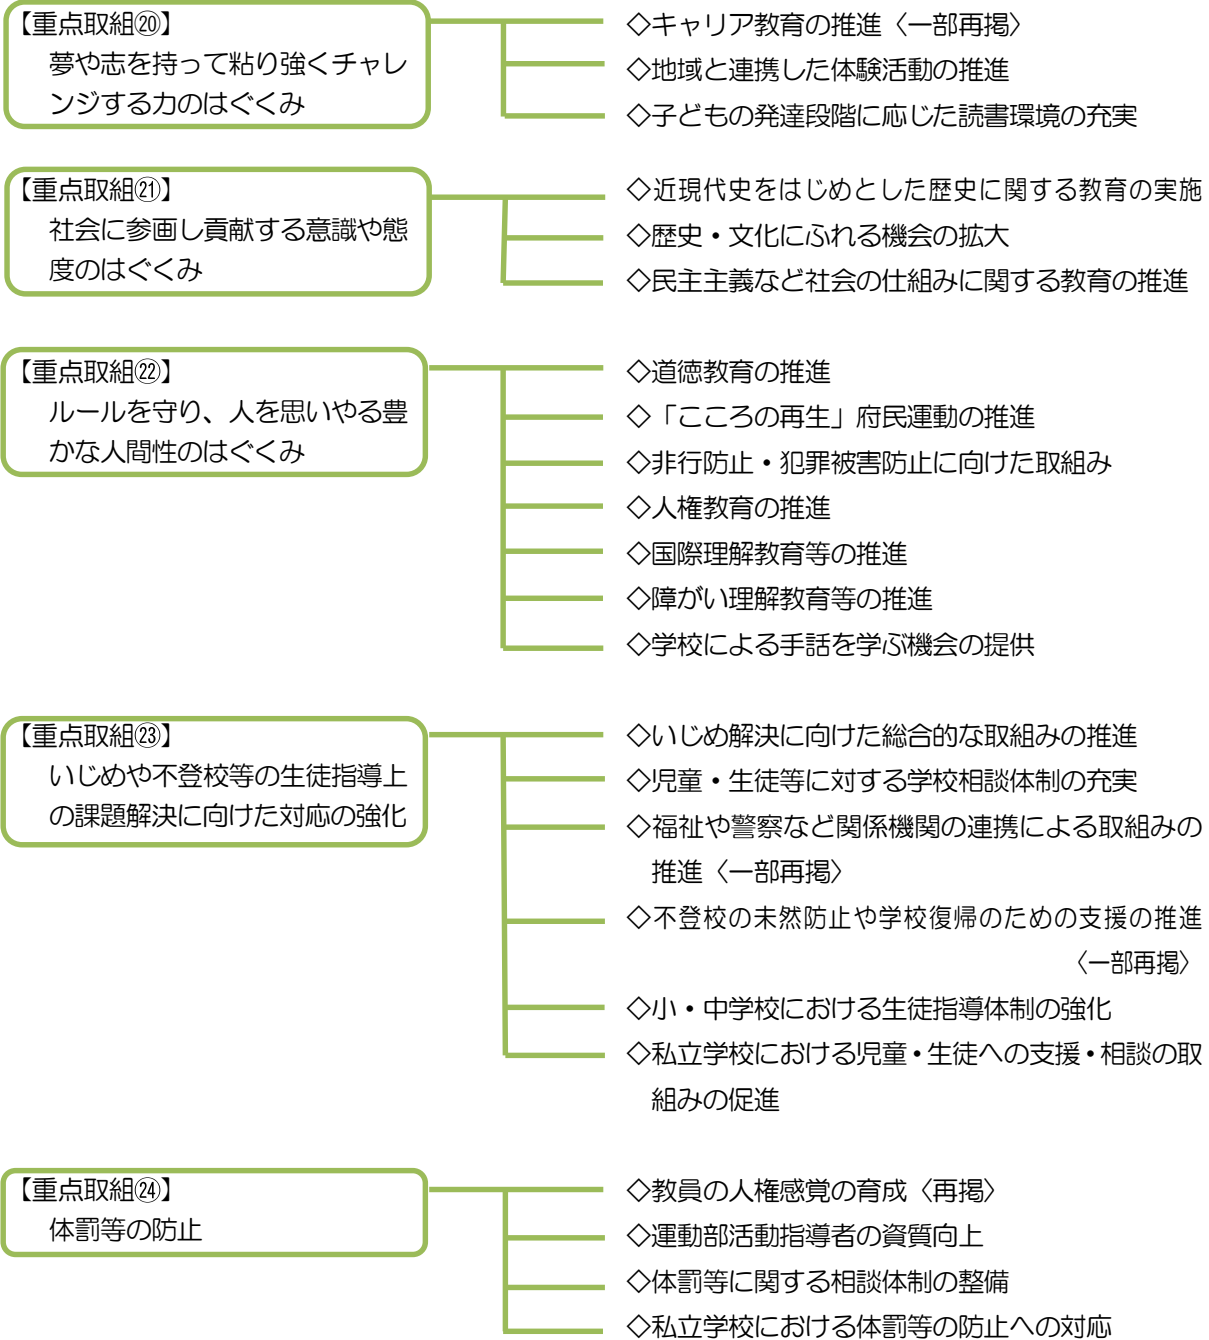 【重点取組⑳】
夢や志を持って粘り強くチャレ
ンジする力のはぐくみ
◇キャリア教育の推進〈一部再掲〉
◇地域と連携した体験活動の推進
◇子どもの発達段階に応じた読書環境の充実
【重点取組㉑】
社会に参画し貢献する意識や態
度のはぐくみ
◇近現代史をはじめとした歴史に関する教育の実施
◇歴史・文化にふれる機会の拡大
◇民主主義など社会の仕組みに関する教育の推進
【重点取組㉒】
ルールを守り、人を思いやる豊
かな人間性のはぐくみ
◇道徳教育の推進
◇「こころの再生」府民運動の推進
◇非行防止・犯罪被害防止に向けた取組み
◇人権教育の推進
◇国際理解教育等の推進
◇障がい理解教育等の推進
◇学校による手話を学ぶ機会の提供
【重点取組㉓】
いじめや不登校等の生徒指導上
の課題解決に向けた対応の強化
◇いじめ解決に向けた総合的な取組みの推進
◇児童・生徒等に対する学校相談体制の充実
◇福祉や警察など関係機関の連携による取組みの
推進〈一部再掲〉
◇不登校の未然防止や学校復帰のための支援の推進
〈一部再掲〉
◇小・中学校における生徒指導体制の強化
◇私立学校における児童・生徒への支援・相談の取
組みの促進
【重点取組㉔】
体罰等の防止
◇教員の人権感覚の育成〈再掲〉
◇運動部活動指導者の資質向上
◇体罰等に関する相談体制の整備
◇私立学校における体罰等の防止への対応